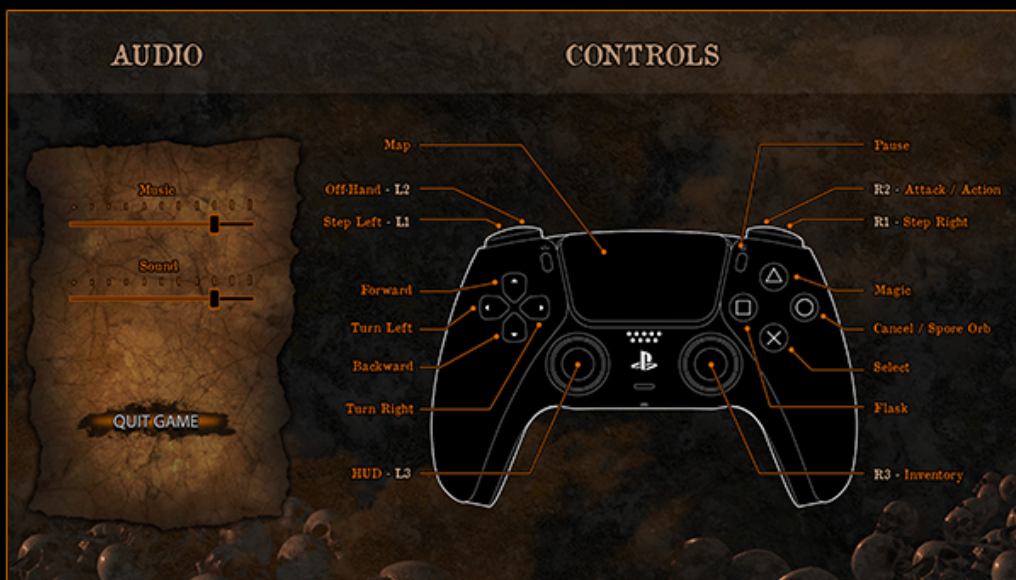 AUDIO
CONTROLS
Music
Sound
QUIT GAME
Map
Off-Hand - L2
Step Left - L1
Forward
Turn Left
Backward
Turn Right
HUD - L3
Pause
R2 - Attack / Action
R1 - Step Right
Magic
Cancel / Spore Orb
Select
Flask
R3 - Inventory